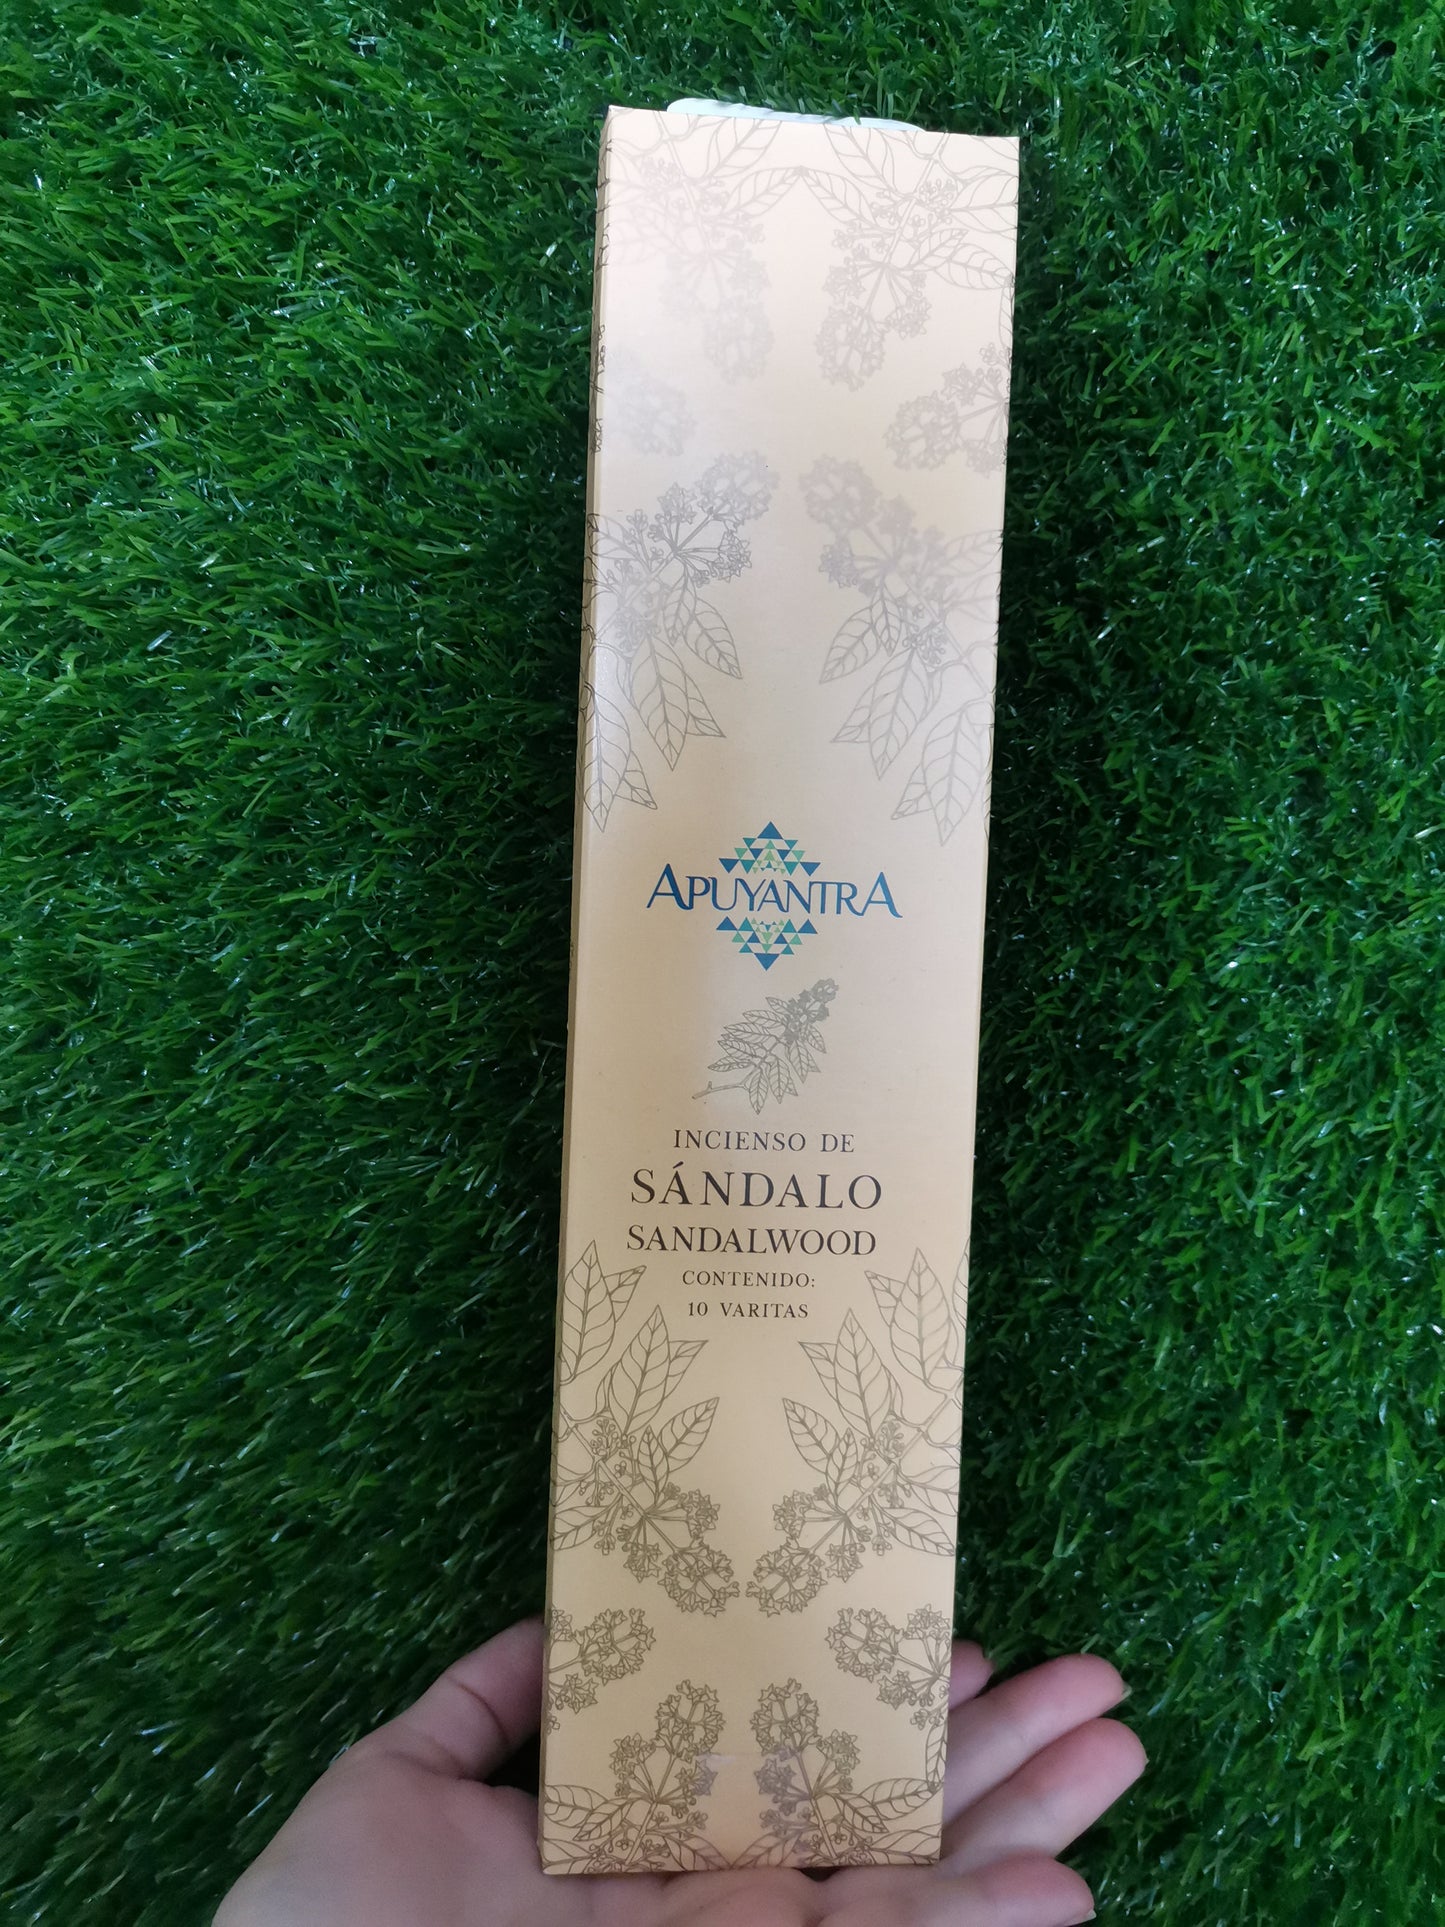 APUYANTRA
INCIENSO DE
SÁNDALO
SANDALWOOD
CONTENIDO:
10 VARITAS